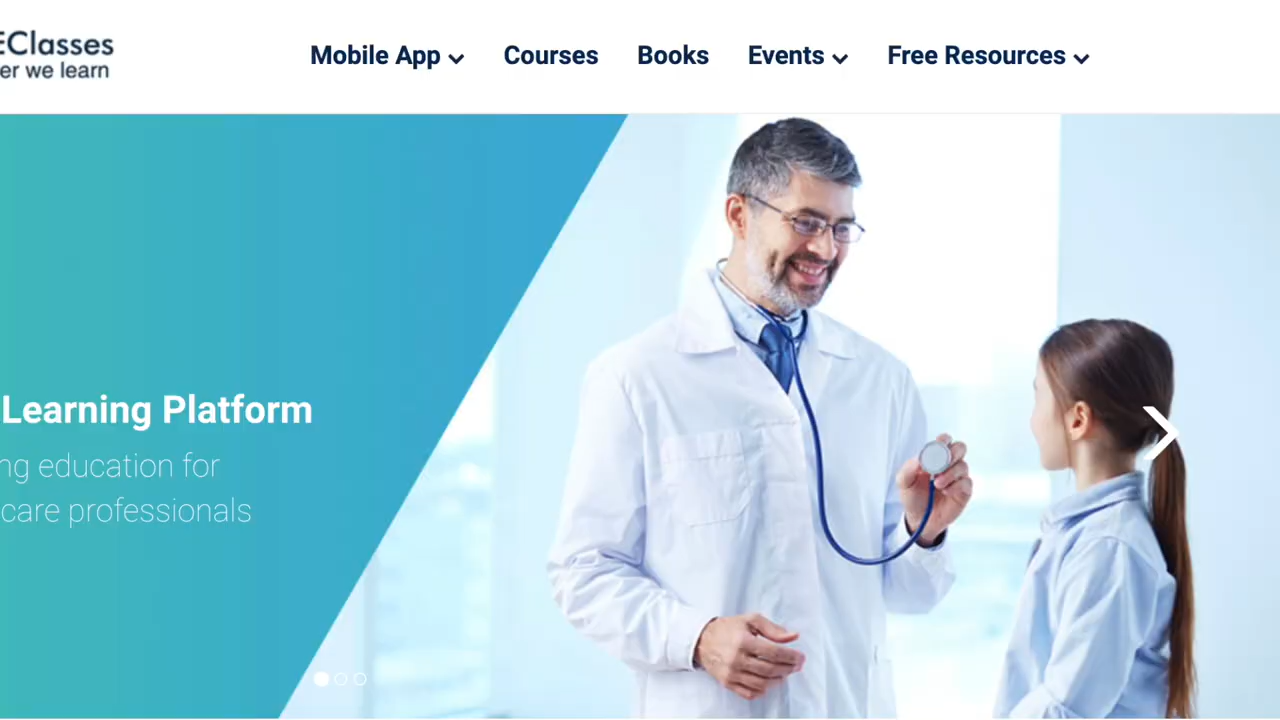 EClasses
er we learn
Mobile App
Courses
Books
Events
Free Resources
Learning Platform
ng education for
care professionals